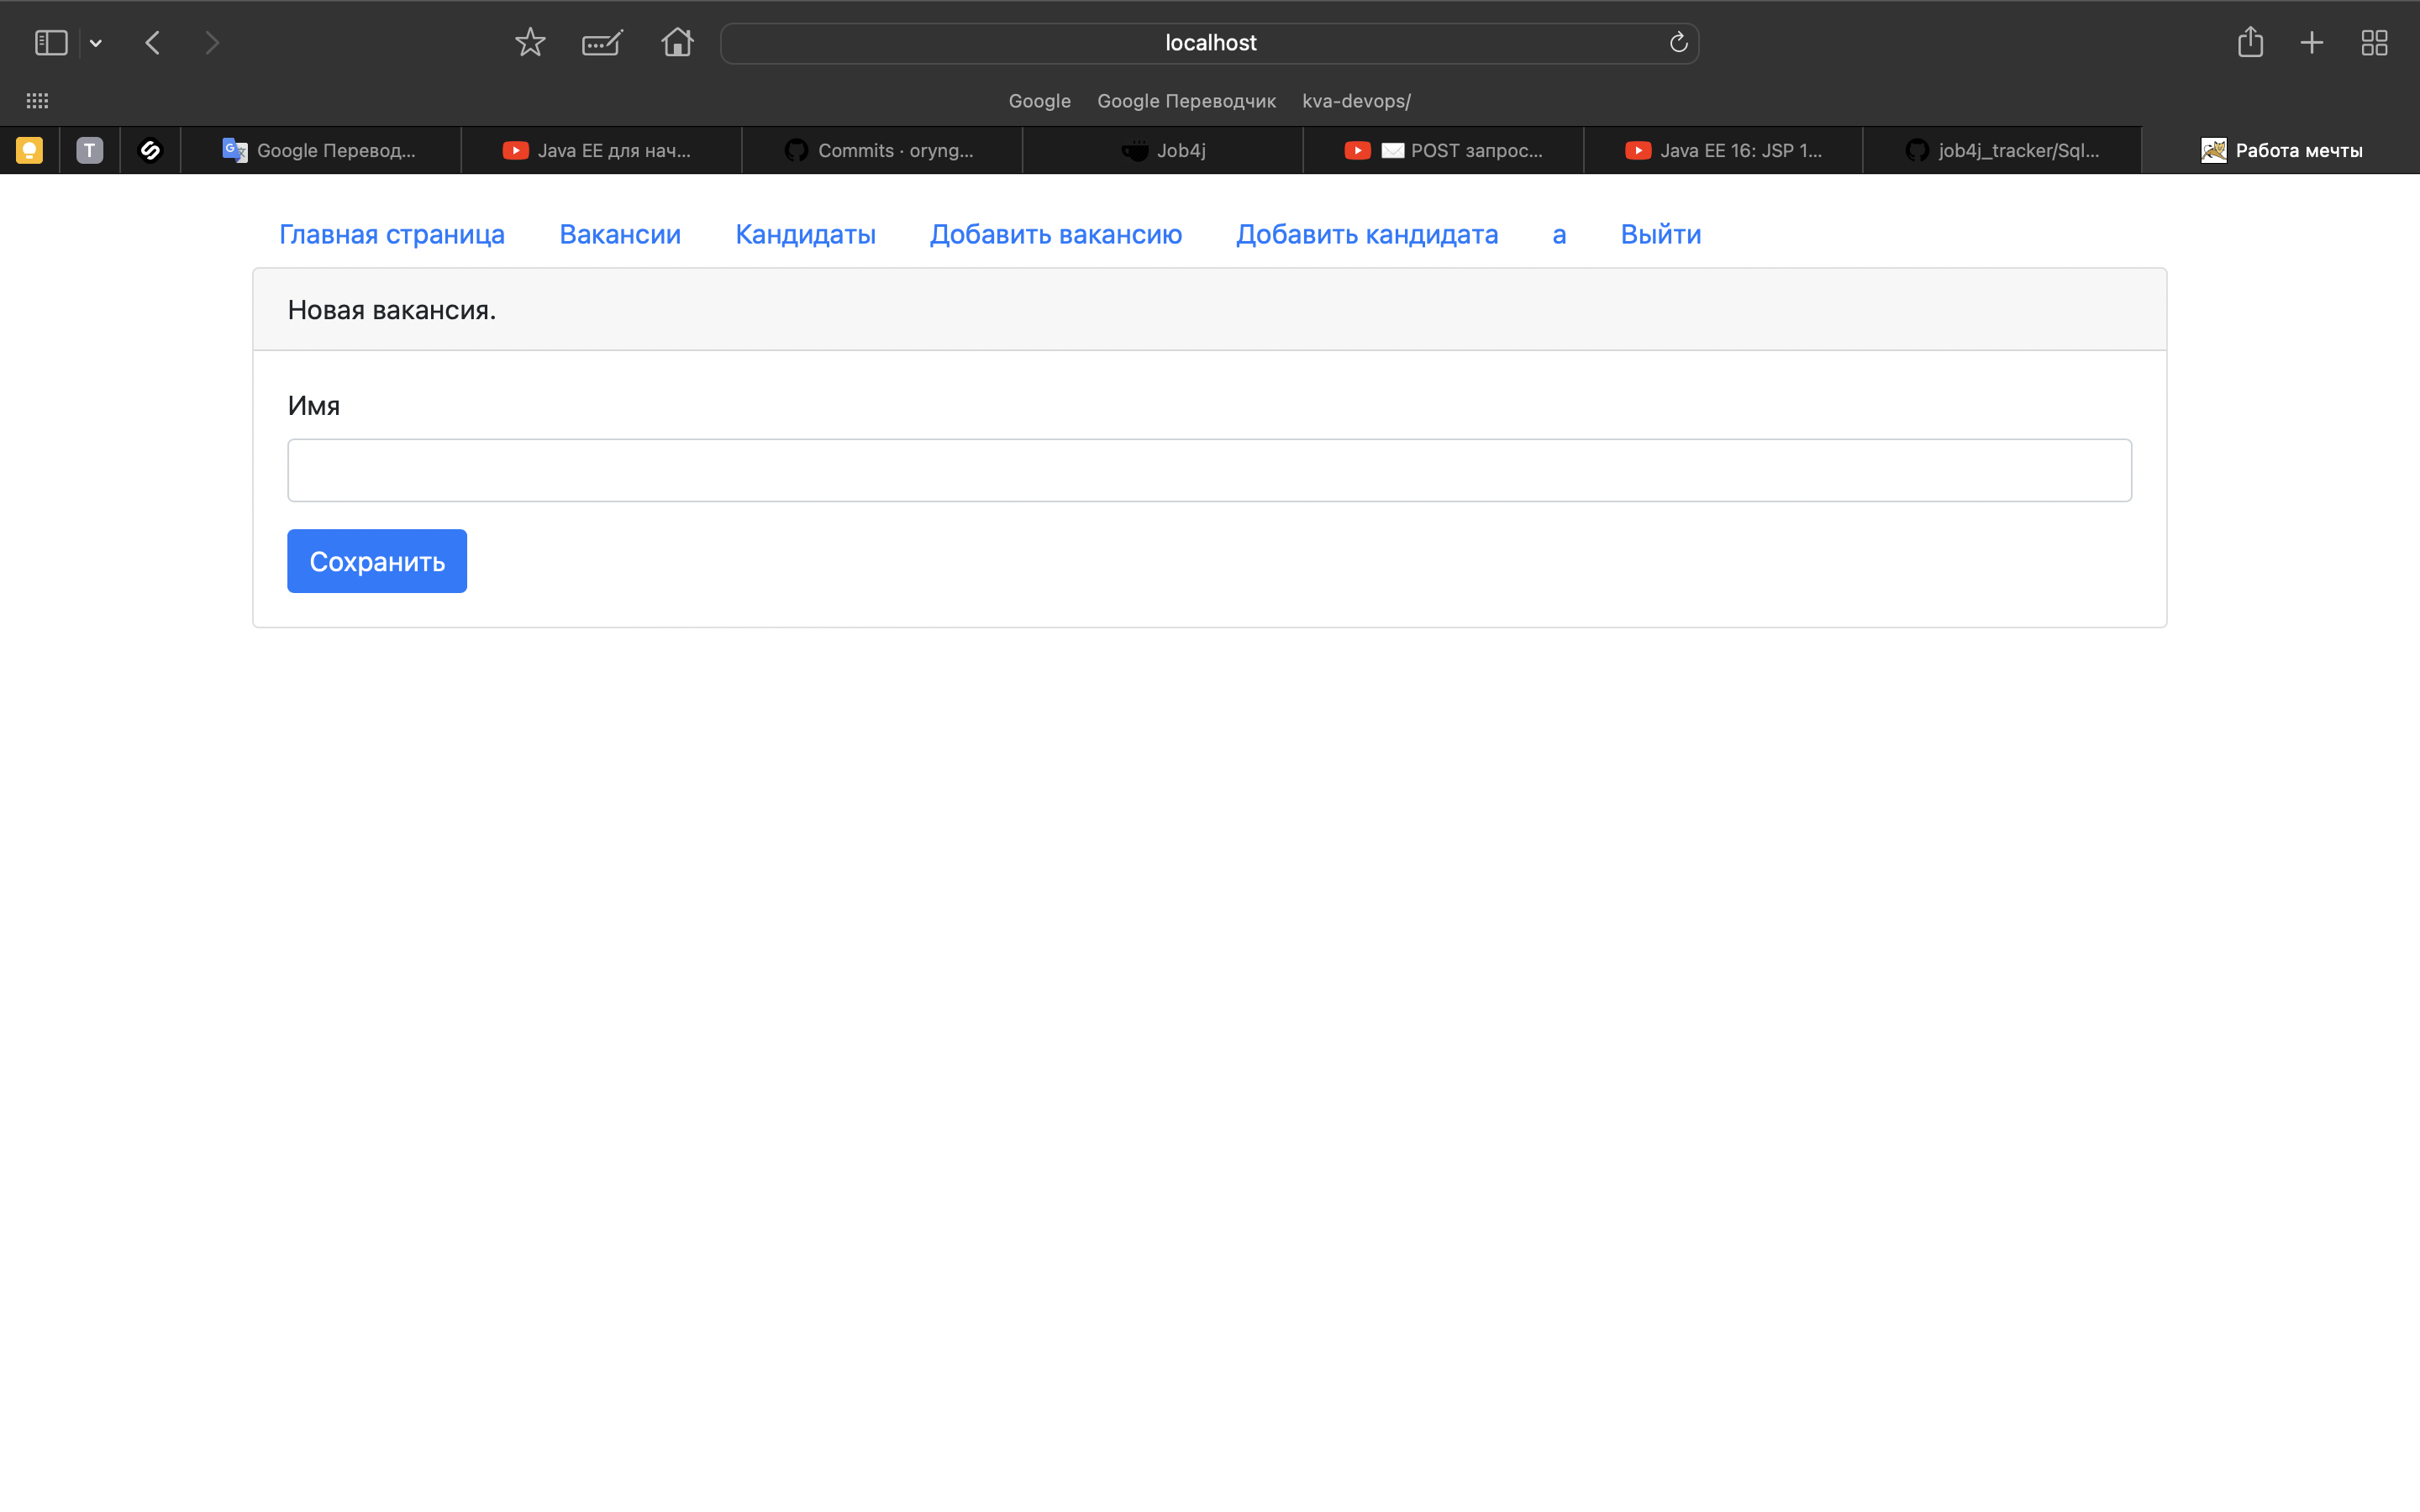 localhost
Google Google Переводчик kva-devops/
T Google Перевод... Java EE для нач... Commits · oryng... Job4j POST запрос... Java EE 16: JSP 1... job4j_tracker/Sql... Работа мечты
Главная страница Вакансии Кандидаты Добавить вакансию Добавить кандидата a Выйти
Новая вакансия.
Имя
Сохранить